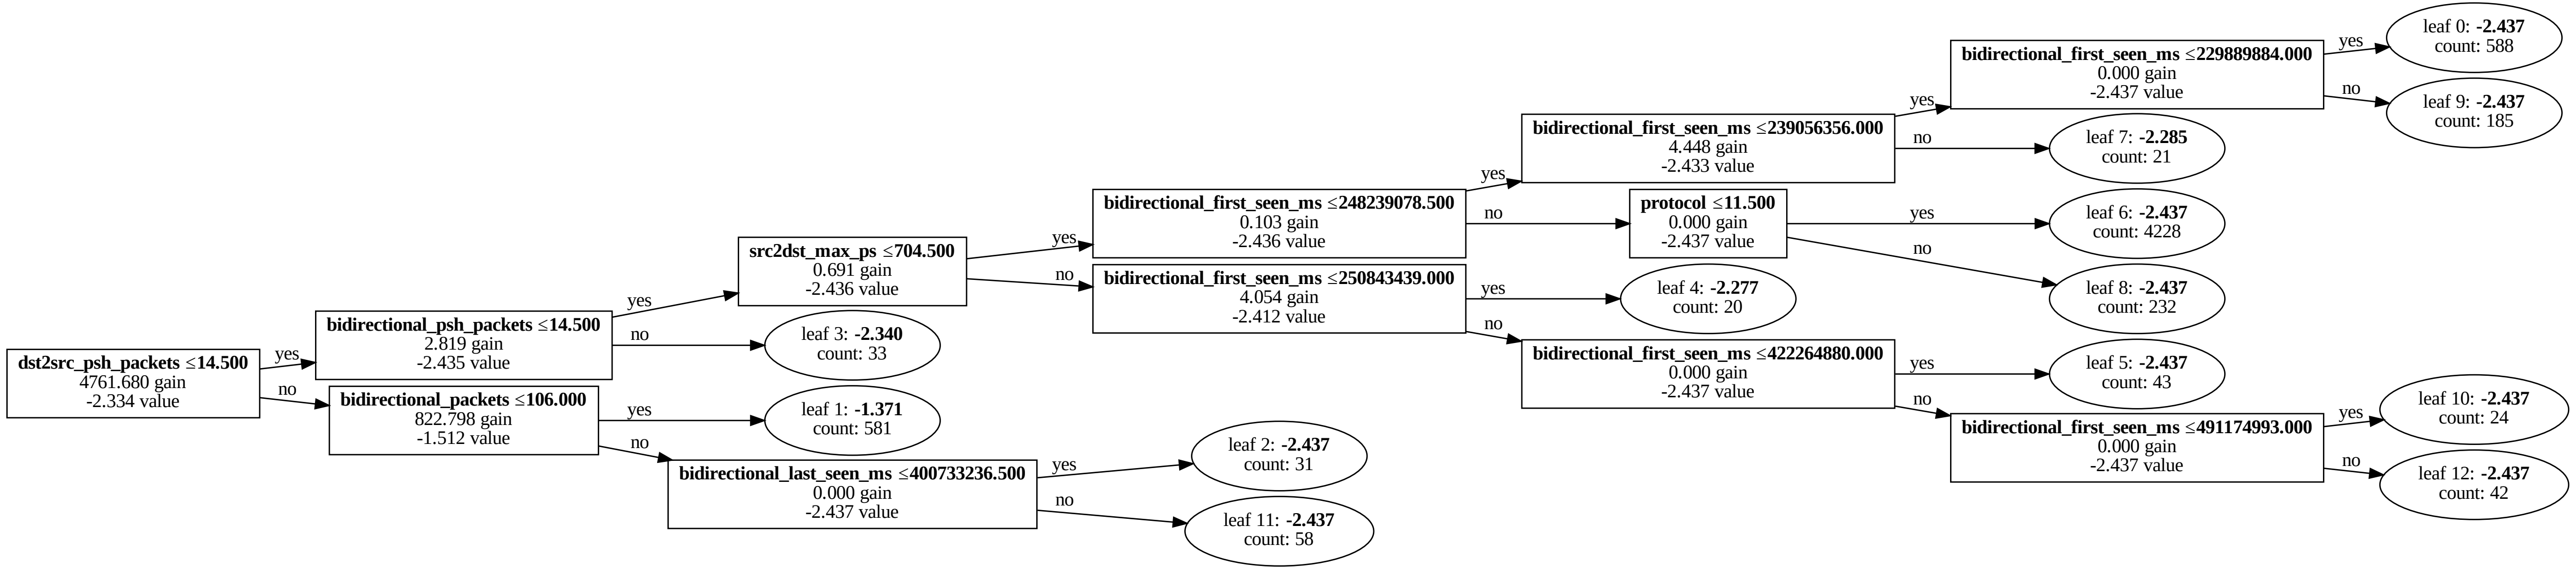 dst2src_psh_packets ≤14.500
4761.680 gain
-2.334 value
yes
no
bidirectional_psh_packets ≤14.500
2.819 gain
-2.435 value
bidirectional_packets ≤106.000
822.798 gain
-1.512 value
yes
no
yes
no
src2dst_max_ps ≤704.500
0.691 gain
-2.436 value
leaf 3: -2.340
count: 33
leaf 1: -1.371
count: 581
bidirectional_last_seen_ms ≤400733236.500
0.000 gain
-2.437 value
yes
no
yes
no
bidirectional_first_seen_ms ≤248239078.500
0.103 gain
-2.436 value
bidirectional_first_seen_ms ≤250843439.000
4.054 gain
-2.412 value
leaf 2: -2.437
count: 31
leaf 11: -2.437
count: 58
yes
no
yes
no
bidirectional_first_seen_ms ≤239056356.000
4.448 gain
-2.433 value
protocol ≤11.500
0.000 gain
-2.437 value
leaf 4: -2.277
count: 20
bidirectional_first_seen_ms ≤422264880.000
0.000 gain
-2.437 value
yes
no
yes
no
yes
no
bidirectional_first_seen_ms ≤229889884.000
0.000 gain
-2.437 value
leaf 7: -2.285
count: 21
leaf 6: -2.437
count: 4228
leaf 8: -2.437
count: 232
leaf 5: -2.437
count: 43
bidirectional_first_seen_ms ≤491174993.000
0.000 gain
-2.437 value
yes
no
yes
no
leaf 0: -2.437
count: 588
leaf 9: -2.437
count: 185
leaf 10: -2.437
count: 24
leaf 12: -2.437
count: 42